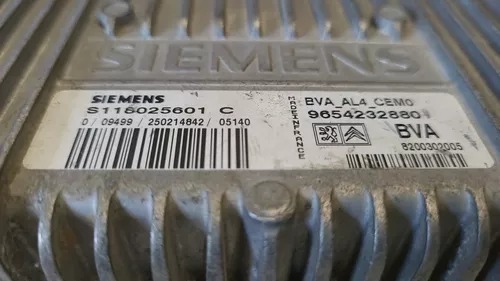 SIEMENS
SIEMENS
S118025601 C
0 / 09499 / 250214842 / 05140
MADE IN FRANCE
BVA_AL4_CEM0
9654232880
BVA
8200302005